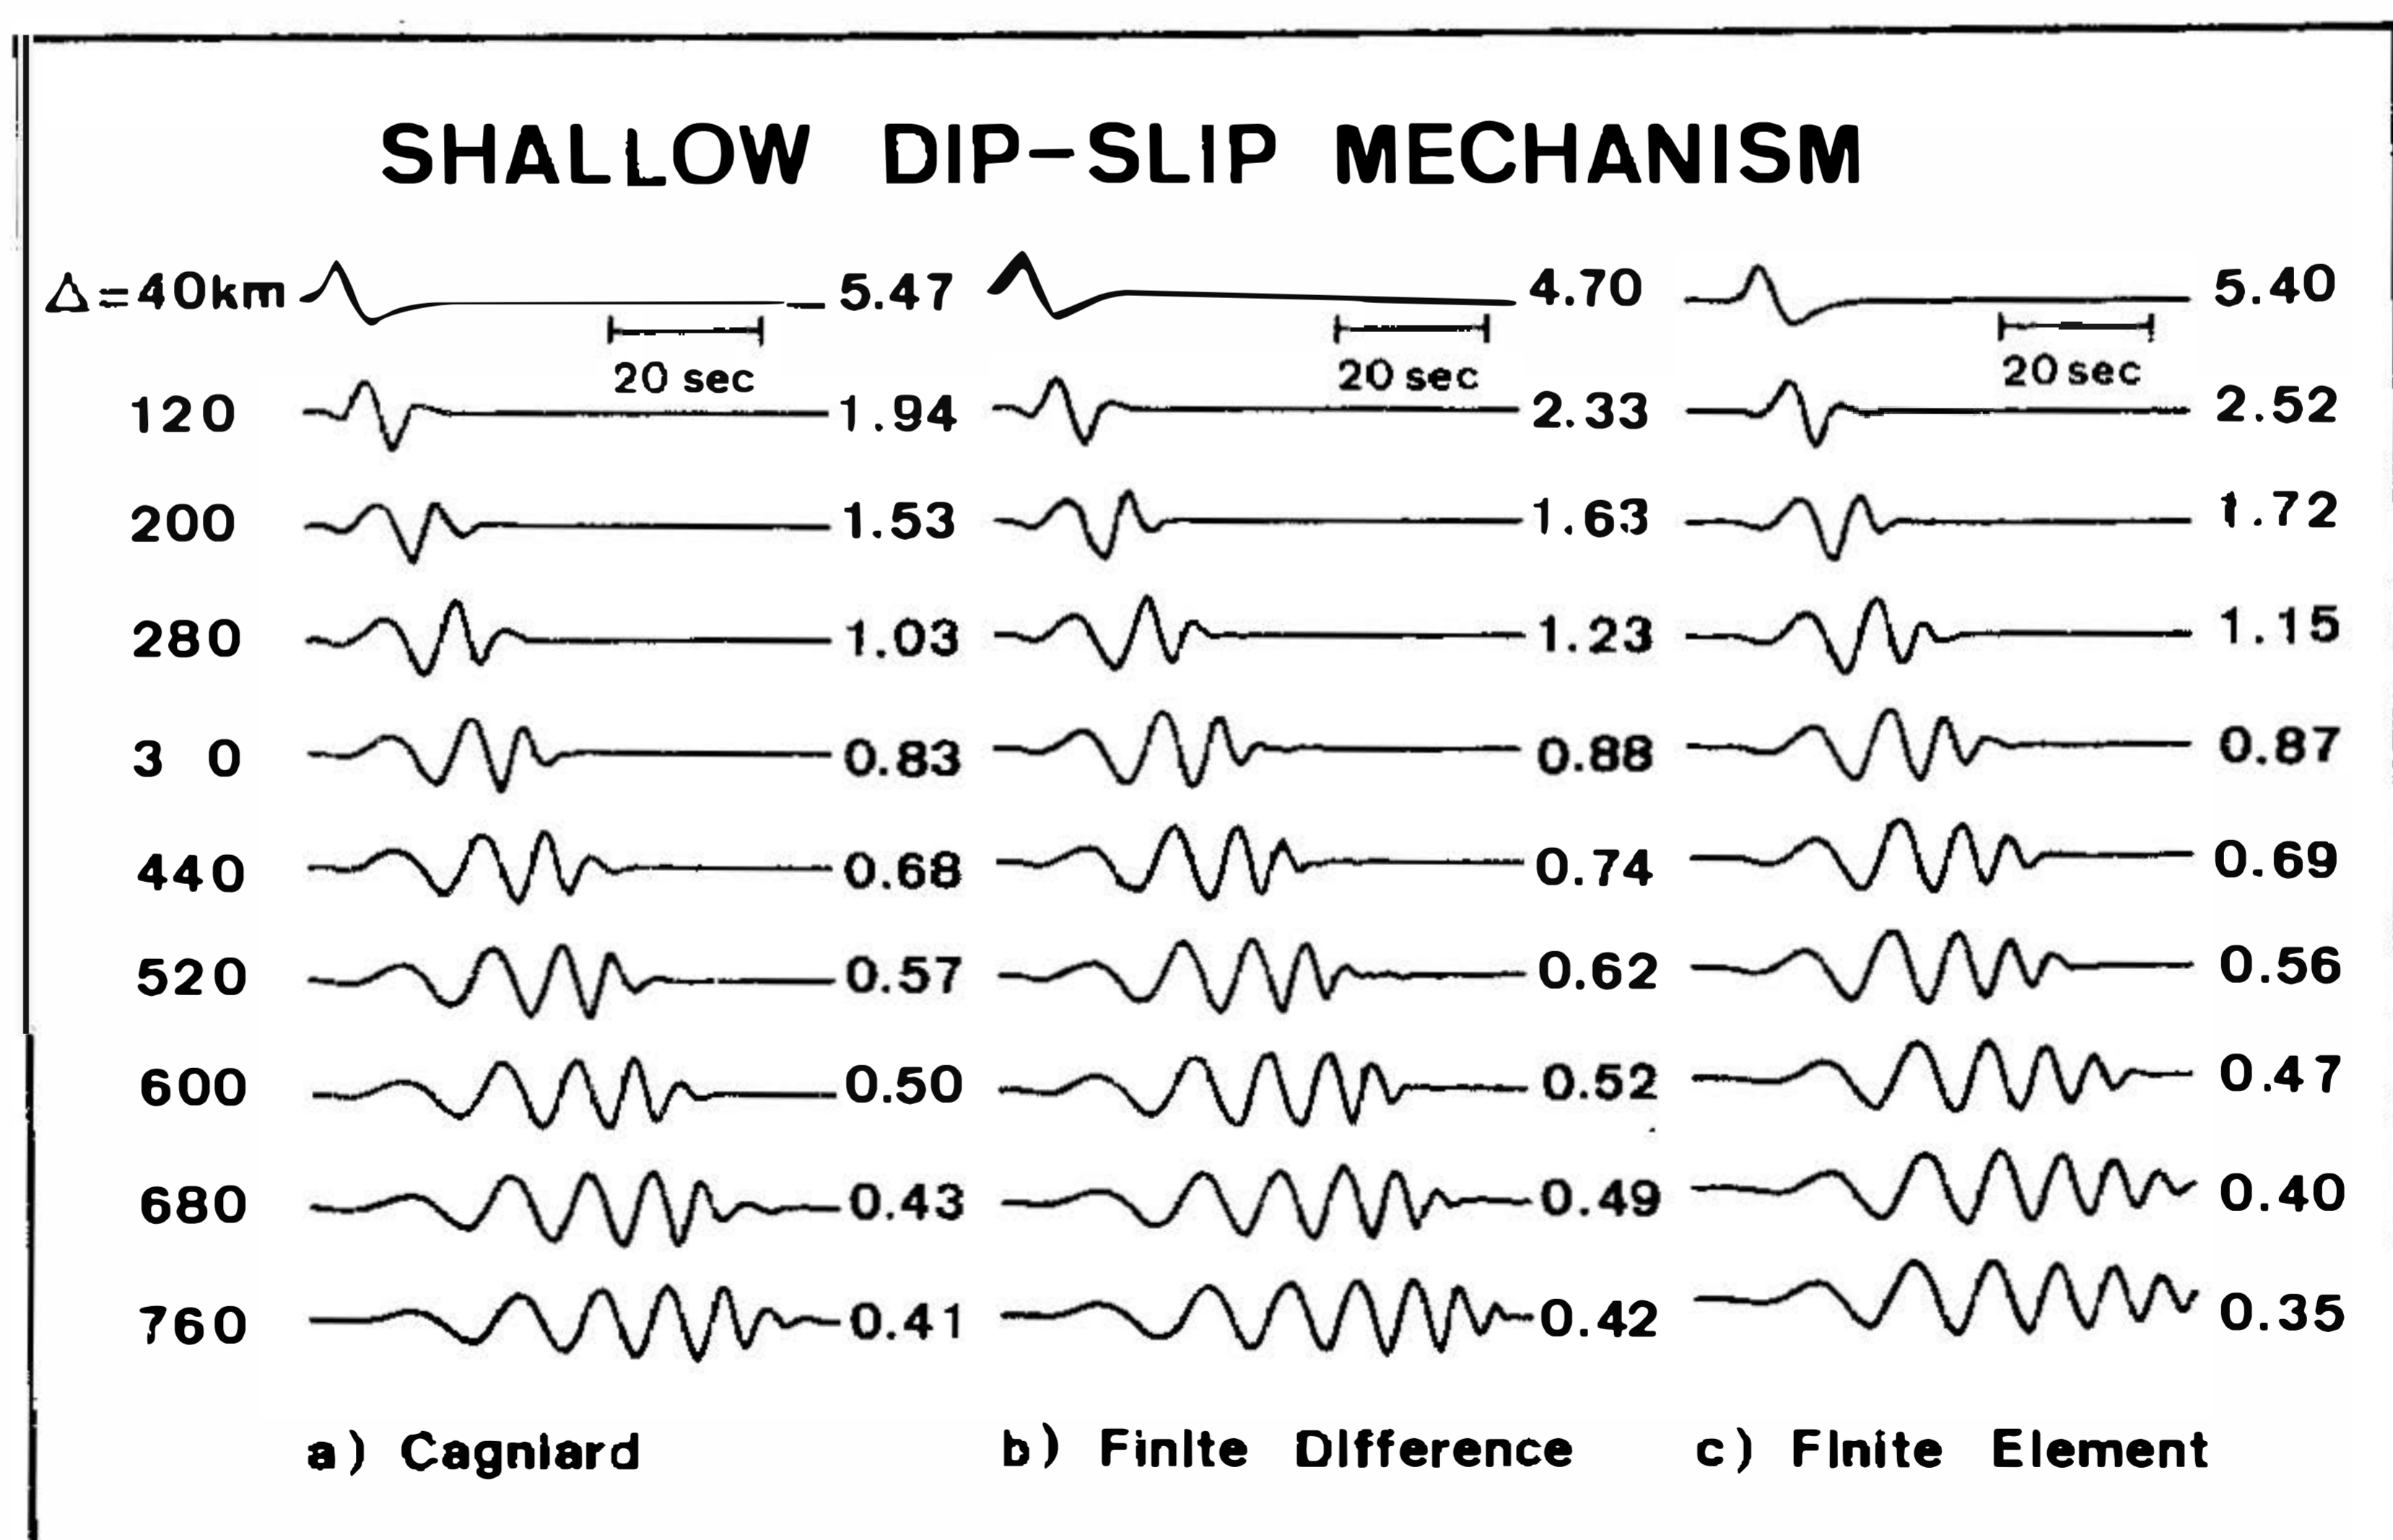 SHALLOW DIP-SLIP MECHANISM
Δ=40km 5.47 4.70 5.40
20 sec 20 sec 20 sec
120 1.94 2.33 2.52
200 1.53 1.63 1.72
280 1.03 1.23 1.15
3 0 0.83 0.88 0.87
440 0.68 0.74 0.69
520 0.57 0.62 0.56
600 0.50 0.52 0.47
680 0.43 0.49 0.40
760 0.41 0.42 0.35
a) Cagniard b) Finite Difference c) Finite Element